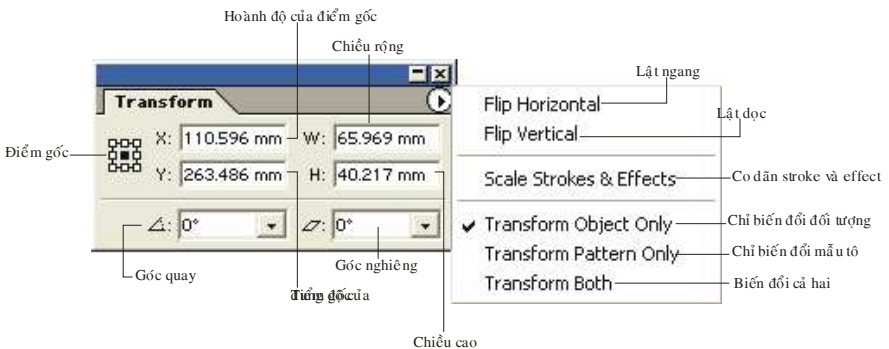 Hoành độ của điểm gốc
Chiều rộng
Lật ngang
Transform
Flip Horizontal
Lật dọc
Flip Vertical
Điểm gốc
X: 110.596 mm
W: 65.969 mm
Y: 263.486 mm
H: 40.217 mm
Scale Strokes & Effects
Co dãn stroke và effect
0°
0°
Transform Object Only
Chỉ biến đổi đối tượng
Transform Pattern Only
Chỉ biến đổi mẫu tô
Góc quay
Góc nghiêng
Transform Both
Biến đổi cả hai
Chiều cao